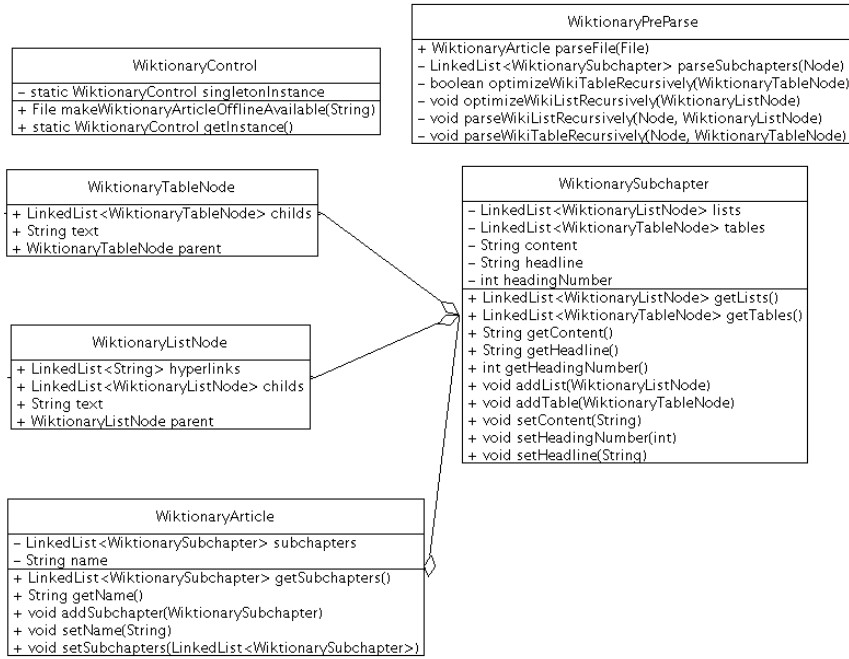 WiktionaryControl
– static WiktionaryControl singletonInstance
+ File makeWiktionaryArticleOfflineAvailable(String)
+ static WiktionaryControl getInstance()
WiktionaryPreParse
+ WiktionaryArticle parseFile(File)
– LinkedList<WiktionarySubchapter> parseSubchapters(Node)
– boolean optimizeWikiTableRecursively(WiktionaryTableNode)
– void optimizeWikiListRecursively(WiktionaryListNode)
– void parseWikiListRecursively(Node, WiktionaryListNode)
– void parseWikiTableRecursively(Node, WiktionaryTableNode)
WiktionaryTableNode
+ LinkedList<WiktionaryTableNode> childs
+ String text
+ WiktionaryTableNode parent
WiktionarySubchapter
– LinkedList<WiktionaryListNode> lists
– LinkedList<WiktionaryTableNode> tables
– String content
– String headline
– int headingNumber
+ LinkedList<WiktionaryListNode> getLists()
+ LinkedList<WiktionaryTableNode> getTables()
+ String getContent()
+ String getHeadline()
+ int getHeadingNumber()
+ void addList(WiktionaryListNode)
+ void addTable(WiktionaryTableNode)
+ void setContent(String)
+ void setHeadingNumber(int)
+ void setHeadline(String)
WiktionaryListNode
+ LinkedList<String> hyperlinks
+ LinkedList<WiktionaryListNode> childs
+ String text
+ WiktionaryListNode parent
WiktionaryArticle
– LinkedList<WiktionarySubchapter> subchapters
– String name
+ LinkedList<WiktionarySubchapter> getSubchapters()
+ String getName()
+ void addSubchapter(WiktionarySubchapter)
+ void setName(String)
+ void setSubchapters(LinkedList<WiktionarySubchapter>)